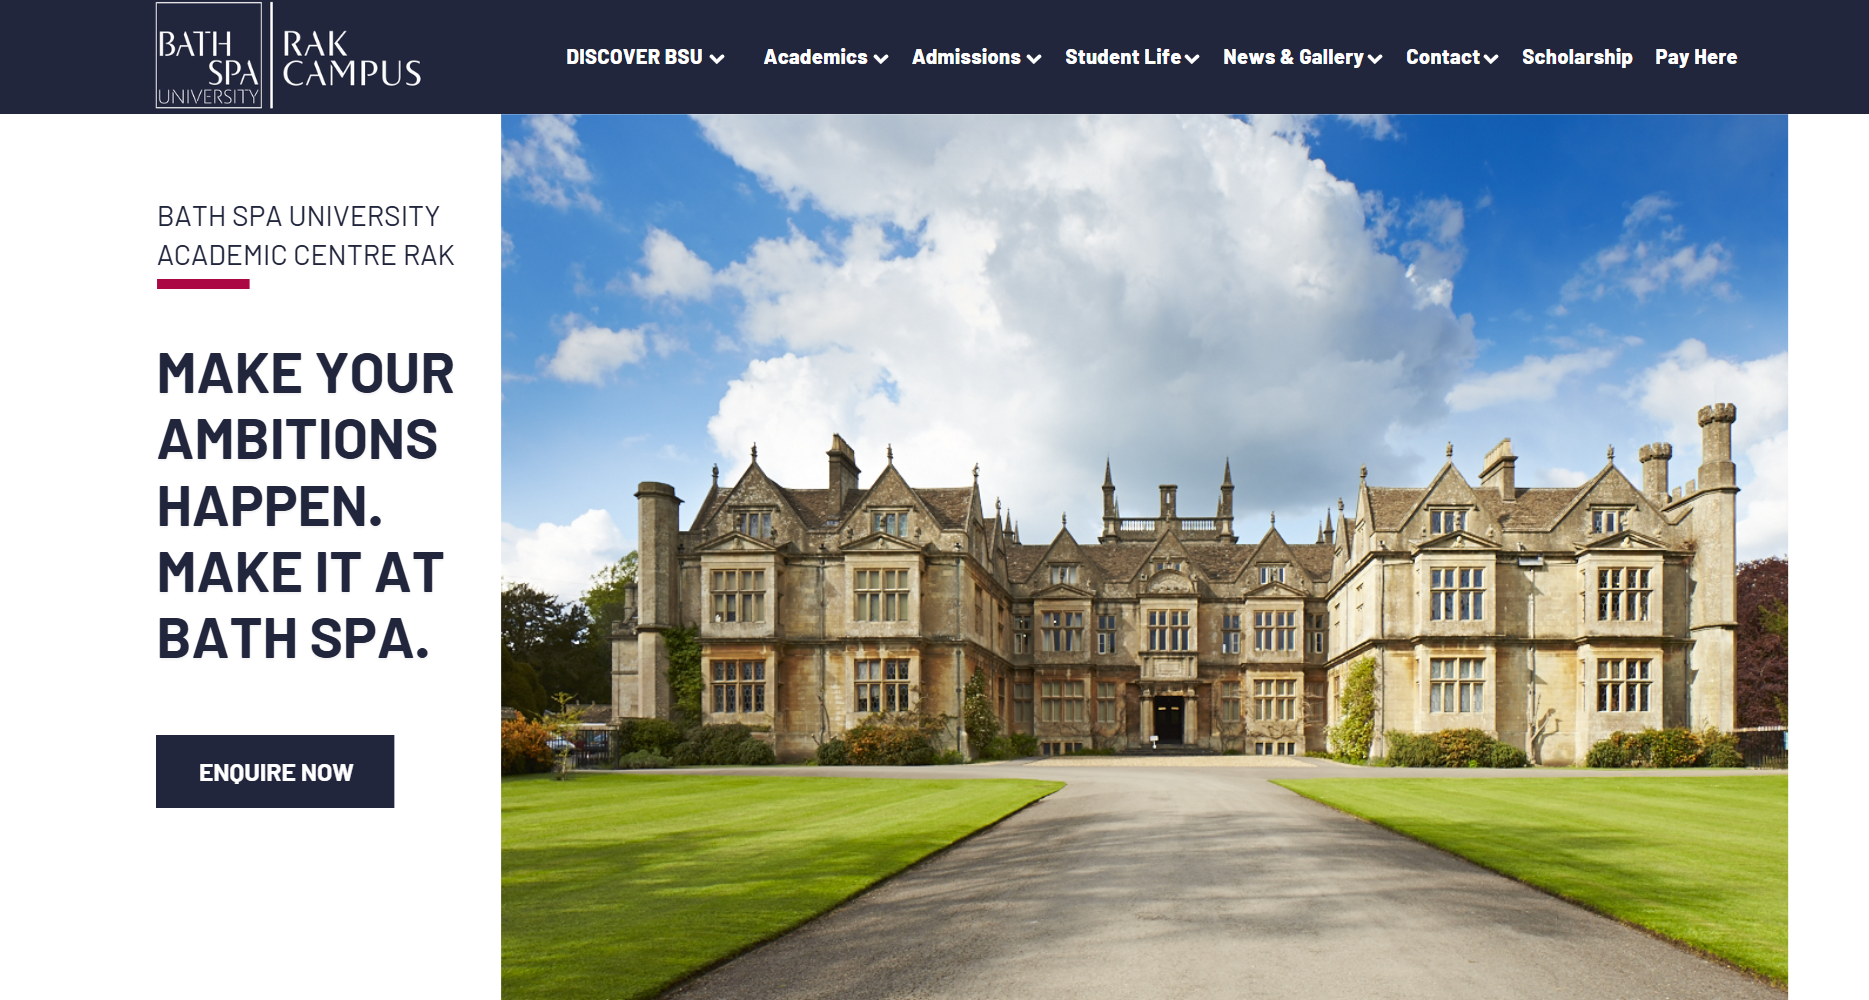 BATH
SPA
UNIVERSITY
RAK
CAMPUS
DISCOVER BSU Academics Admissions Student Life News & Gallery Contact Scholarship Pay Here
BATH SPA UNIVERSITY
ACADEMIC CENTRE RAK
MAKE YOUR
AMBITIONS
HAPPEN.
MAKE IT AT
BATH SPA.
ENQUIRE NOW